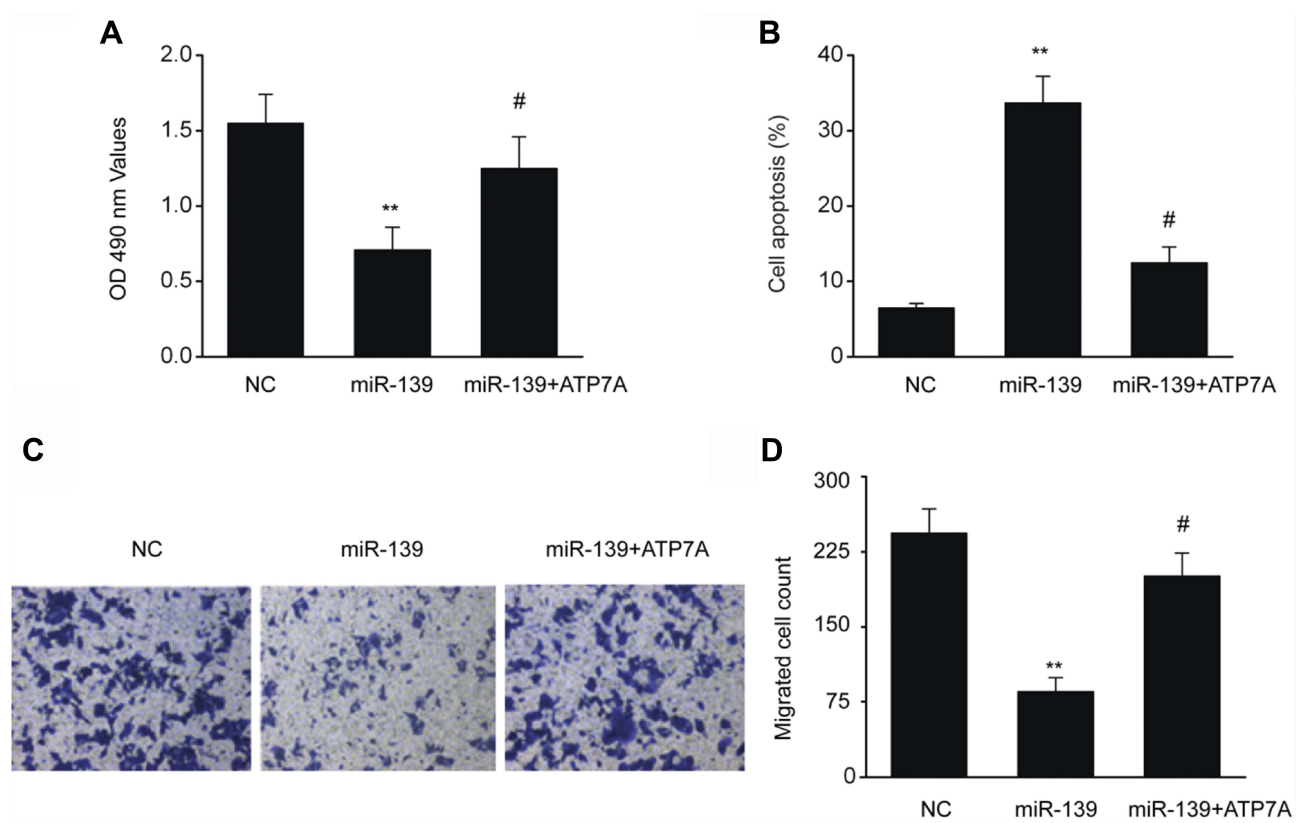 A
OD 490 nm Values
2.0
1.5
1.0
0.5
0.0
**
#
NC
miR-139
miR-139+ATP7A
B
Cell apoptosis (%)
40
30
20
10
0
**
#
NC
miR-139
miR-139+ATP7A
C
NC
miR-139
miR-139+ATP7A
D
Migrated cell count
300
225
150
75
0
**
#
NC
miR-139
miR-139+ATP7A